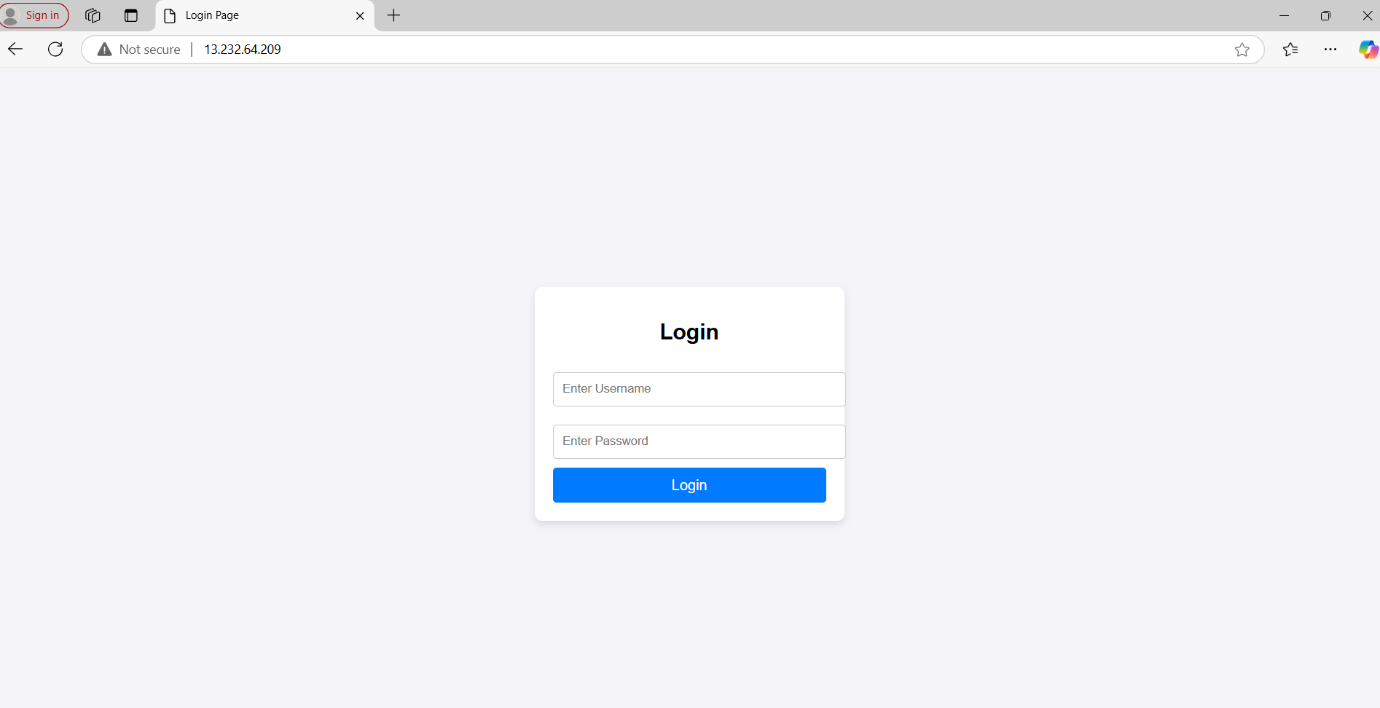 Sign in
Login Page
Not secure
13.232.64.209
Login
Enter Username
Enter Password
Login